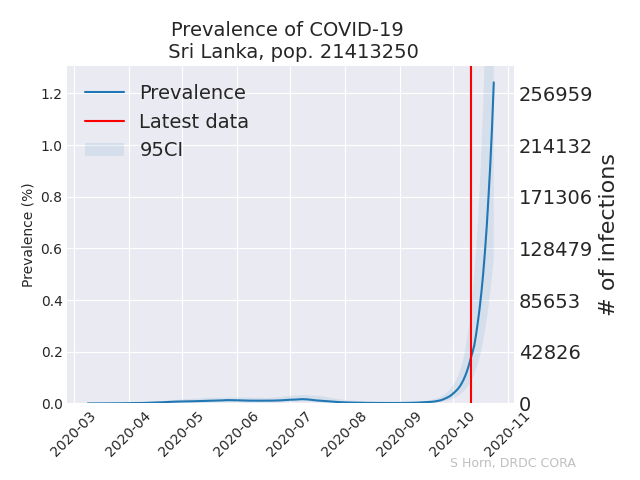 Prevalence of COVID-19
Sri Lanka, pop. 21413250
Prevalence
Latest data
95CI
Prevalence (%)
1.2
1.0
0.8
0.6
0.4
0.2
0.0
256959
214132
171306
128479
85653
42826
0
# of infections
2020-03
2020-04
2020-05
2020-06
2020-07
2020-08
2020-09
2020-10
2020-11
S Horn, DRDC CORA